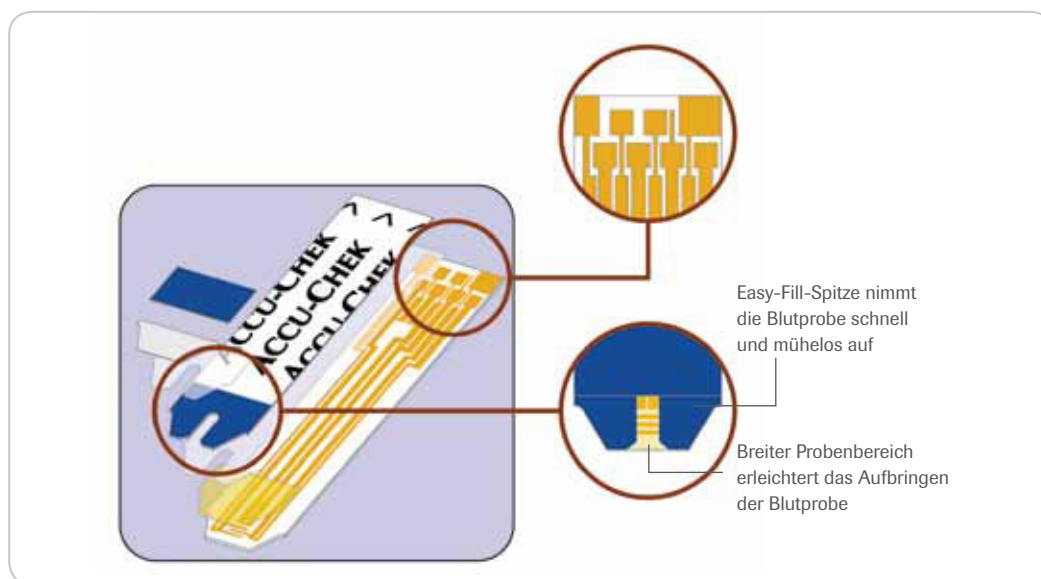 ACCU-CHEK
ACCU-CHEK
ACCU-CHEK
Easy-Fill-Spitze nimmt
die Blutprobe schnell
und mühelos auf
Breiter Probenbereich
erleichtert das Aufbringen
der Blutprobe